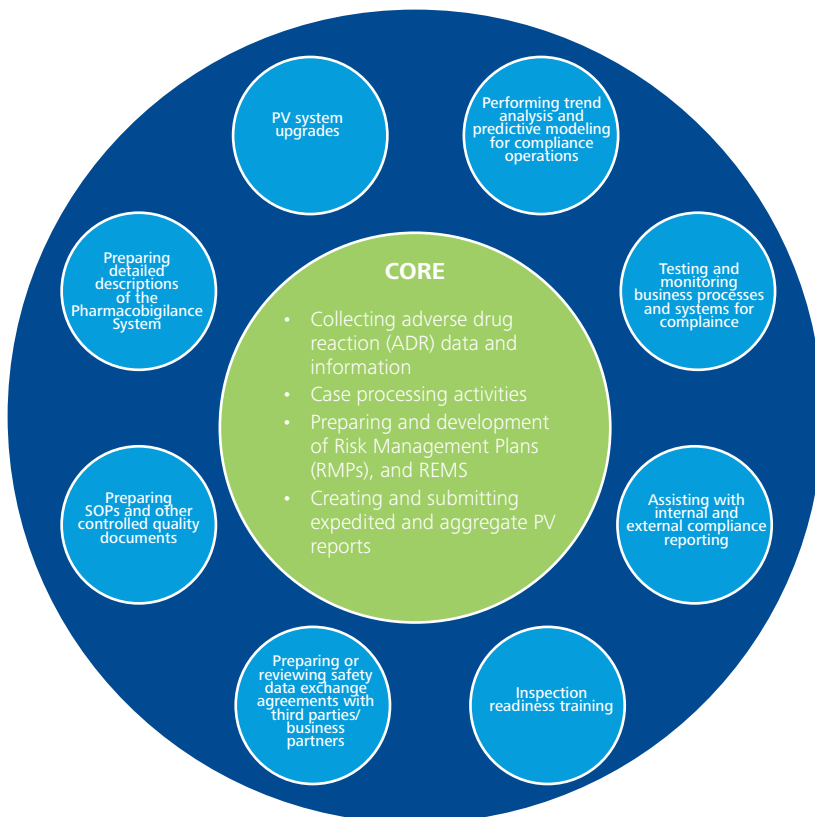 PV system
upgrades
Performing trend
analysis and
predictive modeling
for compliance
operations
Testing and
monitoring
business processes
and systems for
complaince
Assisting with
internal and
external compliance
reporting
Inspection
readiness training
Preparing or
reviewing safety
data exchange
agreements with
third parties/
business
partners
Preparing
SOPs and other
controlled quality
documents
Preparing
detailed
descriptions
of the
Pharmacobigilance
System
CORE
• Collecting adverse drug
reaction (ADR) data and
information
• Case processing activities
• Preparing and development
of Risk Management Plans
(RMPs), and REMS
• Creating and submitting
expedited and aggregate PV
reports